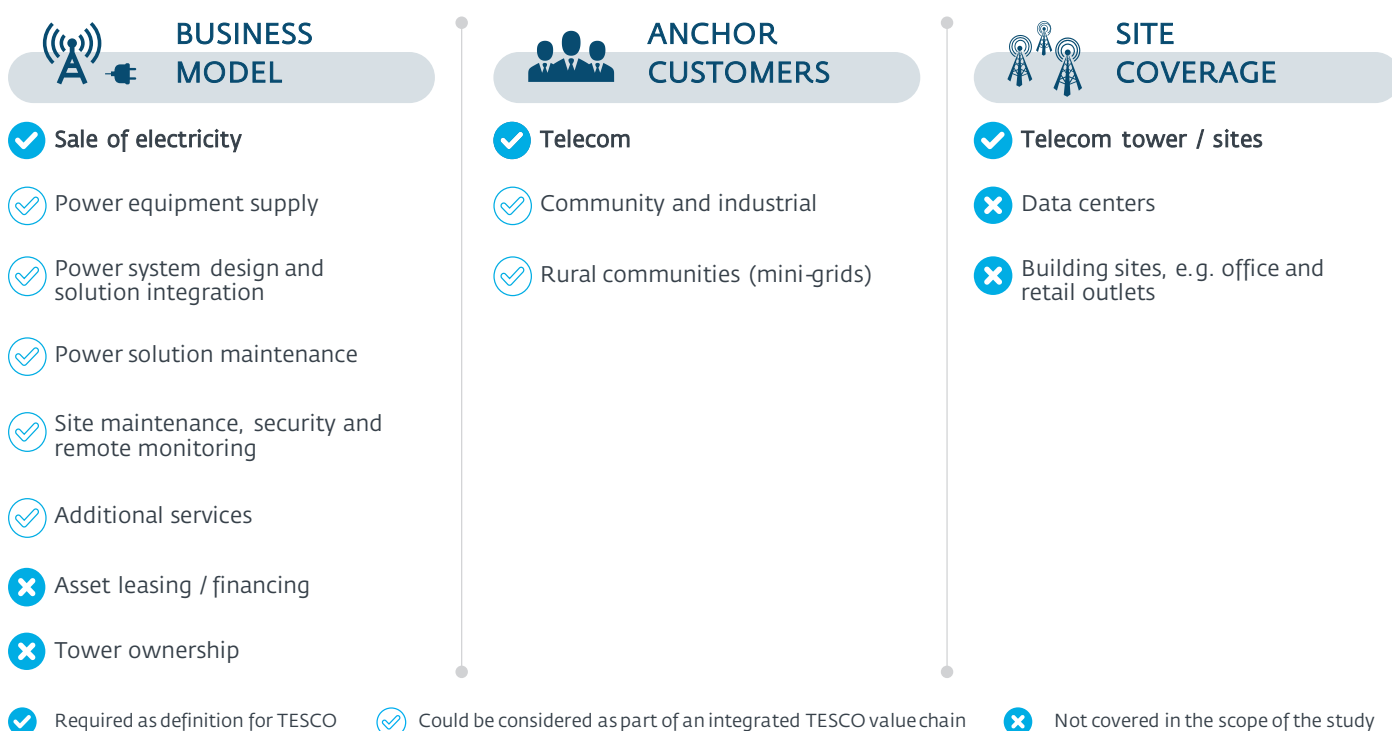 BUSINESS
MODEL
Sale of electricity
Power equipment supply
Power system design and
solution integration
Power solution maintenance
Site maintenance, security and
remote monitoring
Additional services
Asset leasing / financing
Tower ownership
ANCHOR
CUSTOMERS
Telecom
Community and industrial
Rural communities (mini-grids)
SITE
COVERAGE
Telecom tower / sites
Data centers
Building sites, e.g. office and
retail outlets
Required as definition for TESCO
Could be considered as part of an integrated TESCO value chain
Not covered in the scope of the study